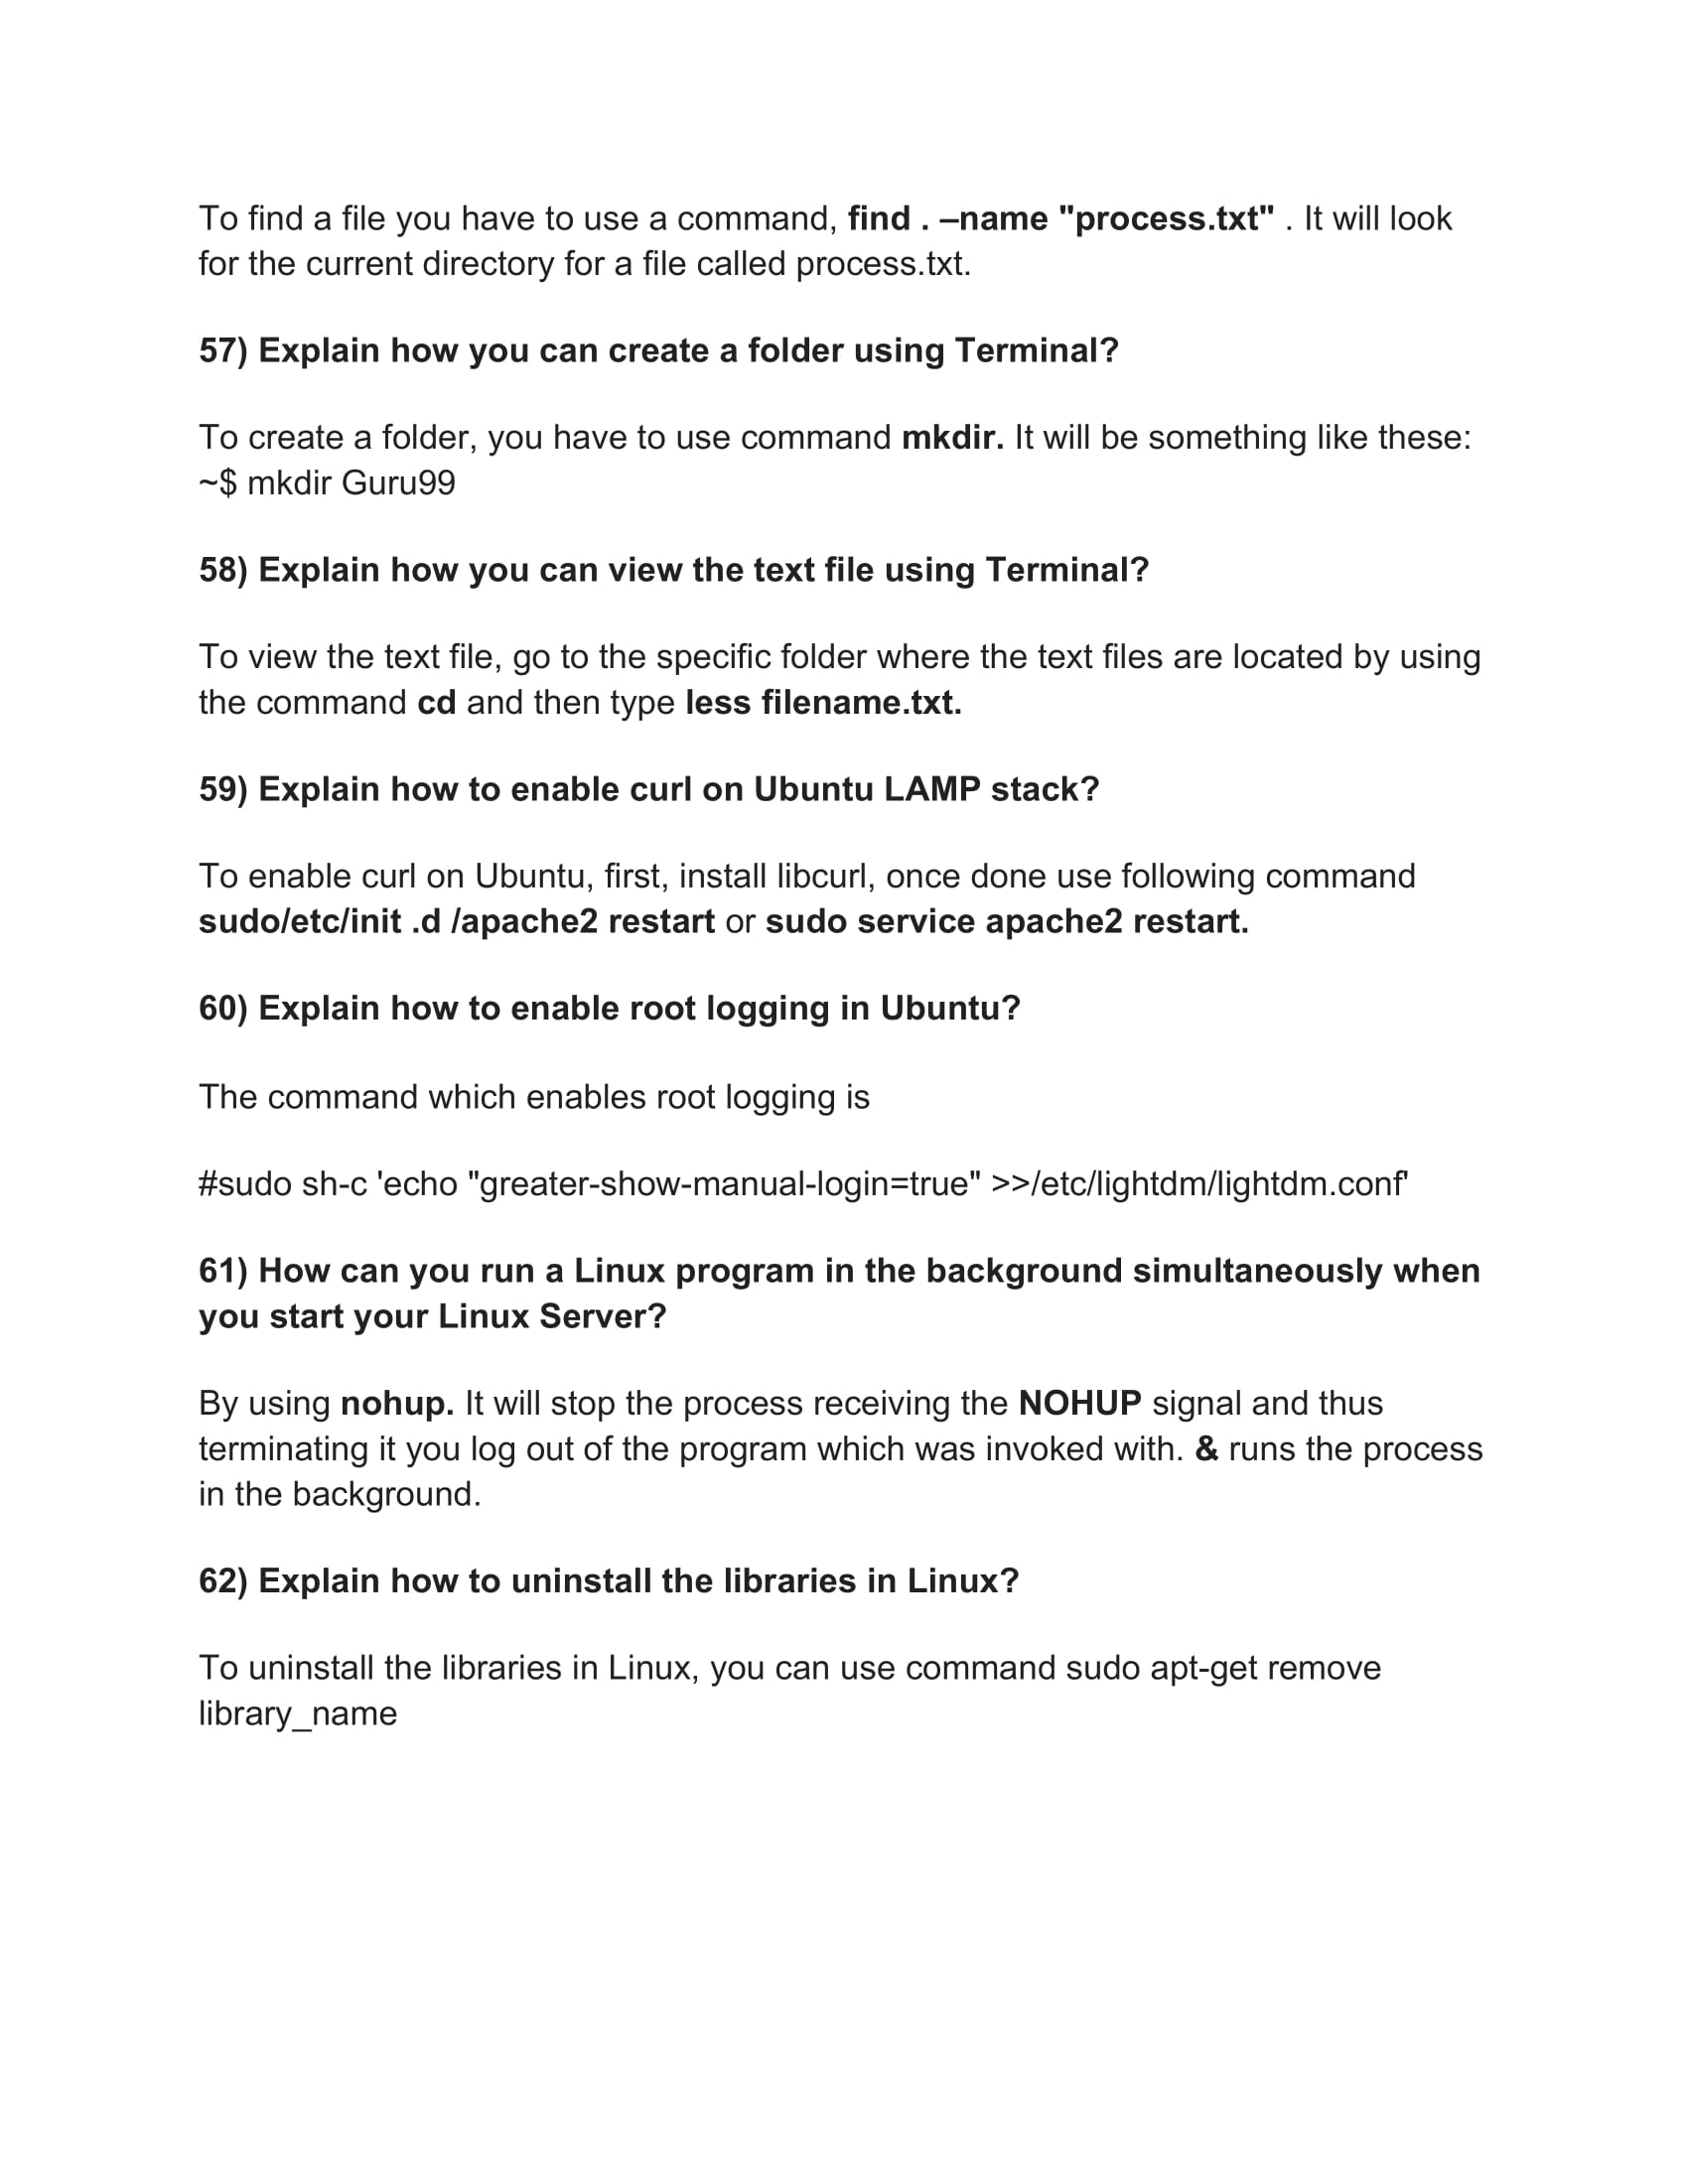 To find a file you have to use a command, find . –name "process.txt" . It will look
for the current directory for a file called process.txt.
57) Explain how you can create a folder using Terminal?
To create a folder, you have to use command mkdir. It will be something like these:
~$ mkdir Guru99
58) Explain how you can view the text file using Terminal?
To view the text file, go to the specific folder where the text files are located by using
the command cd and then type less filename.txt.
59) Explain how to enable curl on Ubuntu LAMP stack?
To enable curl on Ubuntu, first, install libcurl, once done use following command
sudo/etc/init .d /apache2 restart or sudo service apache2 restart.
60) Explain how to enable root logging in Ubuntu?
The command which enables root logging is
#sudo sh-c 'echo "greater-show-manual-login=true" >>/etc/lightdm/lightdm.conf'
61) How can you run a Linux program in the background simultaneously when
you start your Linux Server?
By using nohup. It will stop the process receiving the NOHUP signal and thus
terminating it you log out of the program which was invoked with. & runs the process
in the background.
62) Explain how to uninstall the libraries in Linux?
To uninstall the libraries in Linux, you can use command sudo apt-get remove
library_name